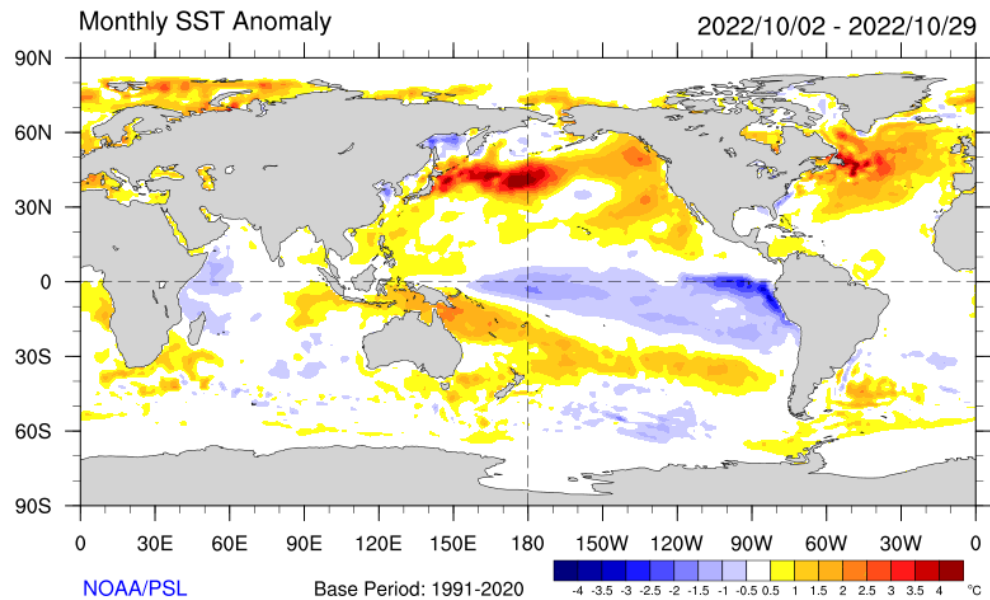 Monthly SST Anomaly 2022/10/02 - 2022/10/29
90N
60N
30N
0
30S
60S
90S
0 30E 60E 90E 120E 150E 180 150W 120W 90W 60W 30W 0
NOAA/PSL Base Period: 1991-2020
-4 -3.5 -3 -2.5 -2 -1.5 -1 -0.5 0.5 1 1.5 2 2.5 3 3.5 4 °C